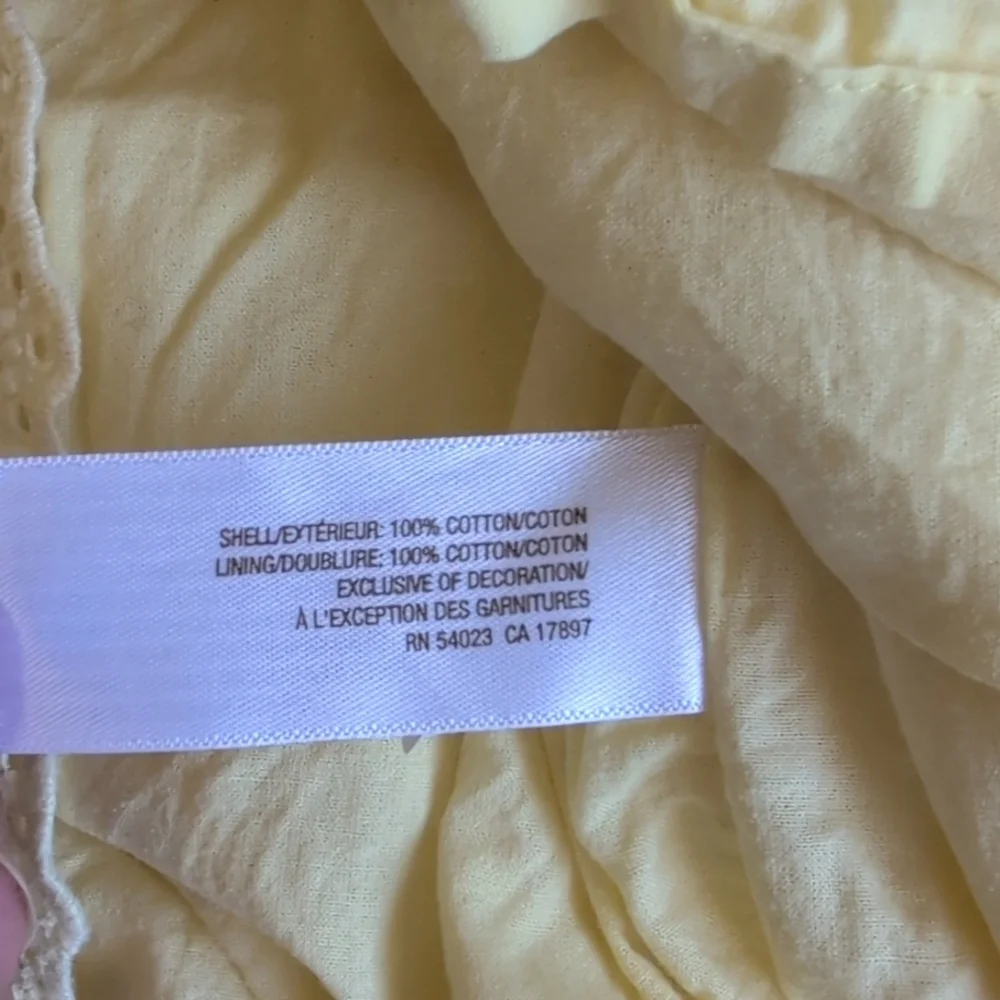 SHELL/EXTÉRIEUR: 100% COTTON/COTON
LINING/DOUBLURE: 100% COTTON/COTON
EXCLUSIVE OF DECORATION/
À L'EXCEPTION DES GARNITURES
RN 54023 CA 17897